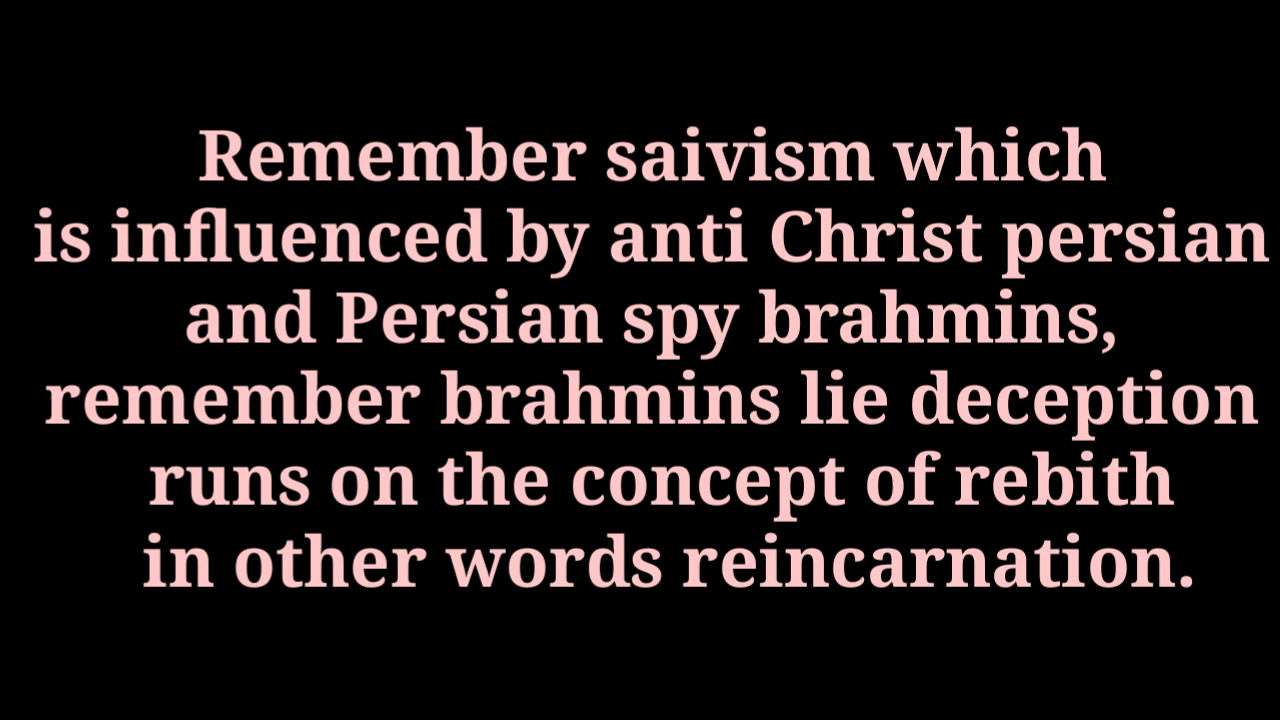 Remember saivism which
is influenced by anti Christ persian
and Persian spy brahmins,
remember brahmins lie deception
runs on the concept of rebith
in other words reincarnation.